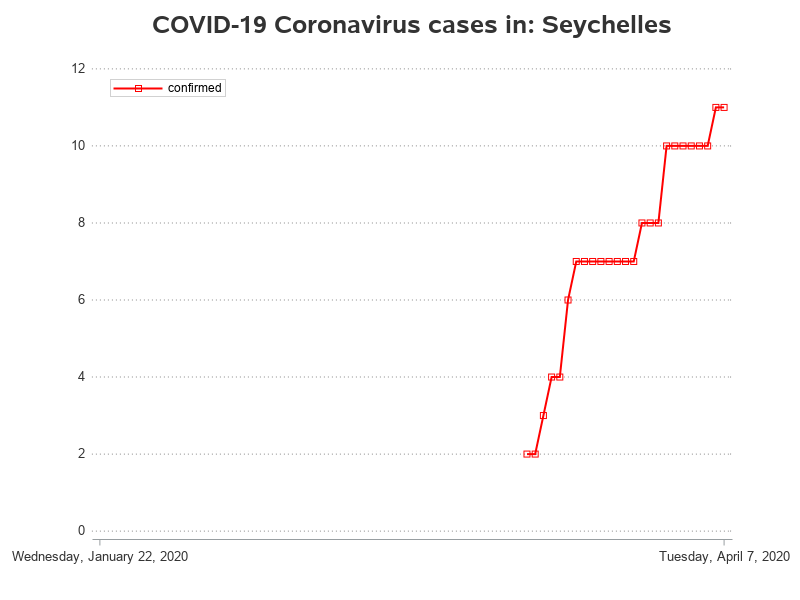 COVID-19 Coronavirus cases in: Seychelles
12
confirmed
10
8
6
4
2
0
Wednesday, January 22, 2020 Tuesday, April 7, 2020